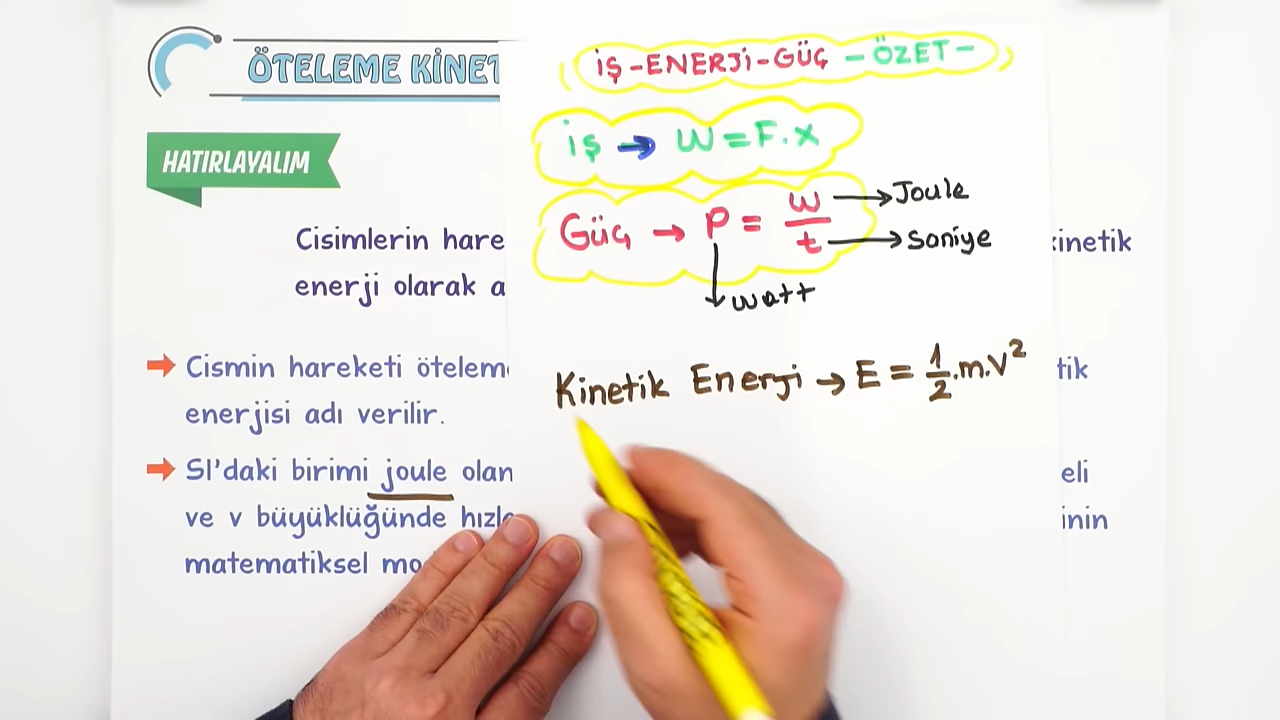 ÖTELEME KİNET
HATIRLAYALIM
Cisimlerin hare
kinetik
enerji olarak a
Cismin hareketi öteleme
tik
enerjisi adı verilir.
SI'daki birimi joule olan
eli
ve v büyüklüğünde hızla
inin
matematiksel mo
İŞ-ENERJİ-GÜÇ-ÖZET-
İŞ → W=F.x
Güç → P = W/t
Joule
Soniye
watt
Kinetik Energi → E = 1/2.m.V²